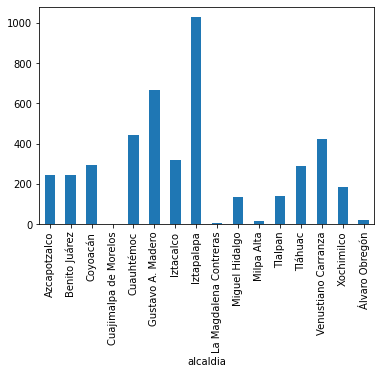 1000
800
600
400
200
0
Azcapotzalco
Benito Juárez
Coyoacán
Cuajimalpa de Morelos
Cuauhtémoc
Gustavo A. Madero
Iztacalco
Iztapalapa
La Magdalena Contreras
Miguel Hidalgo
Milpa Alta
Tlalpan
Tláhuac
Venustiano Carranza
Xochimilco
Álvaro Obregón
alcaldia